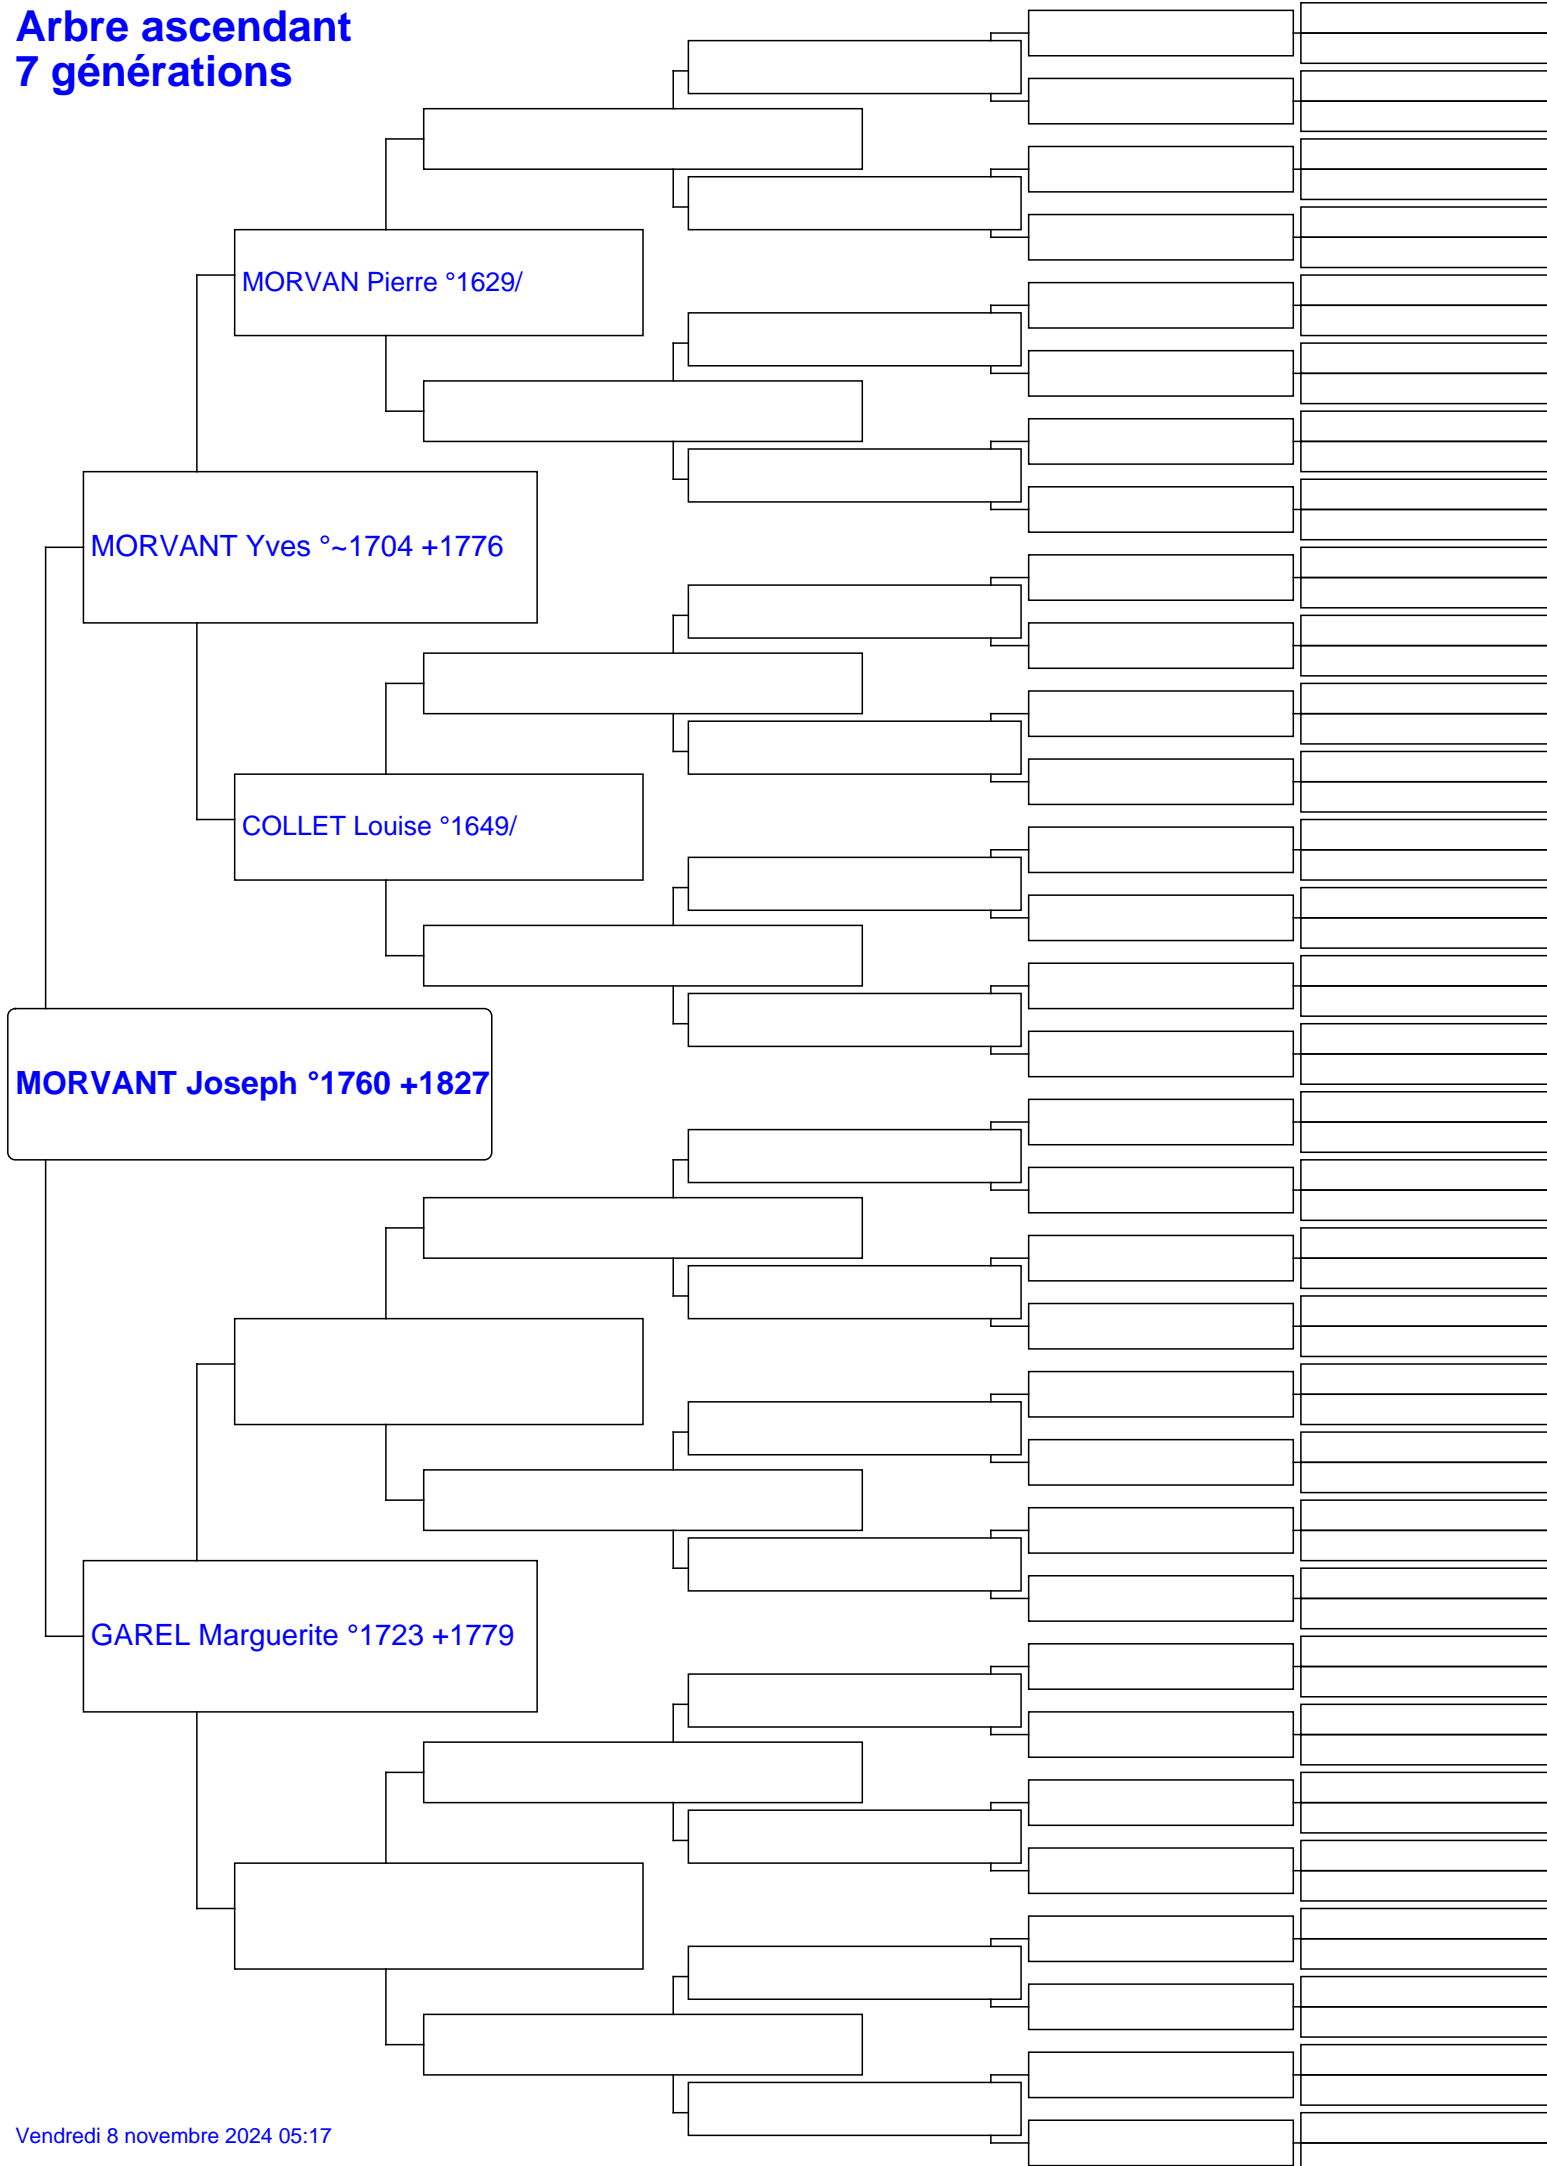 Arbre ascendant
7 générations
MORVAN Pierre °1629/
MORVANT Yves °~1704 +1776
COLLET Louise °1649/
MORVANT Joseph °1760 +1827
GAREL Marguerite °1723 +1779
Vendredi 8 novembre 2024 05:17